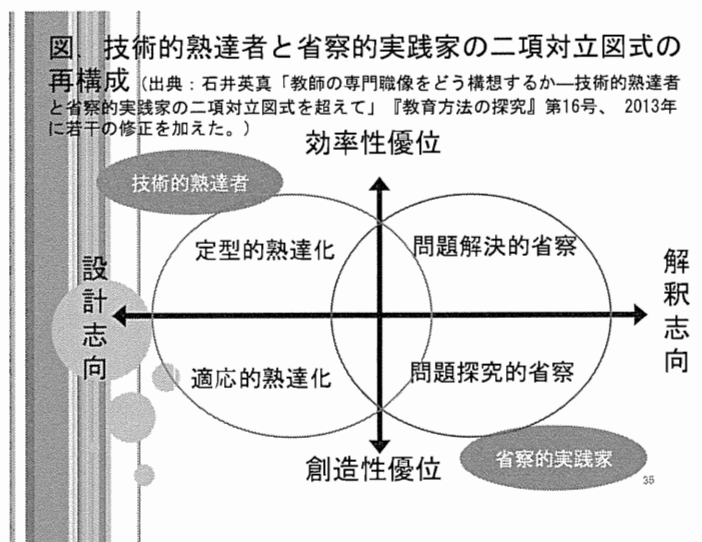 図．技術的熟達者と省察的実践家の二項対立図式の
再構成（出典：石井英真「教師の専門職像をどう構想するか―技術的熟達者
と省察的実践家の二項対立図式を超えて」『教育方法の探究』第16号、 2013年
に若干の修正を加えた。）
効率性優位
技術的熟達者
定型的熟達化
問題解決的省察
設計志向
解釈志向
適応的熟達化
問題探究的省察
創造性優位
省察的実践家
35